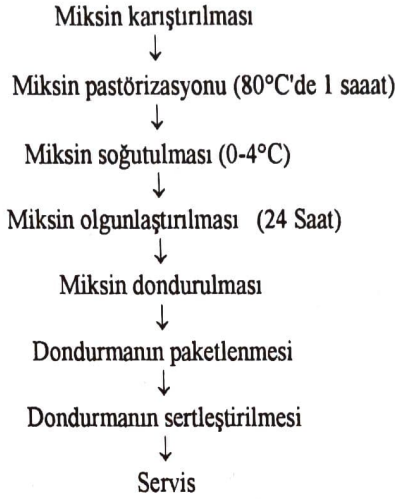 Miksin karıştırılması
↓
Miksin pastörizasyonu (80°C'de 1 saaat)
↓
Miksin soğutulması (0-4°C)
↓
Miksin olgunlaştırılması (24 Saat)
↓
Miksin dondurulması
↓
Dondurmanın paketlenmesi
↓
Dondurmanın sertleştirilmesi
↓
Servis